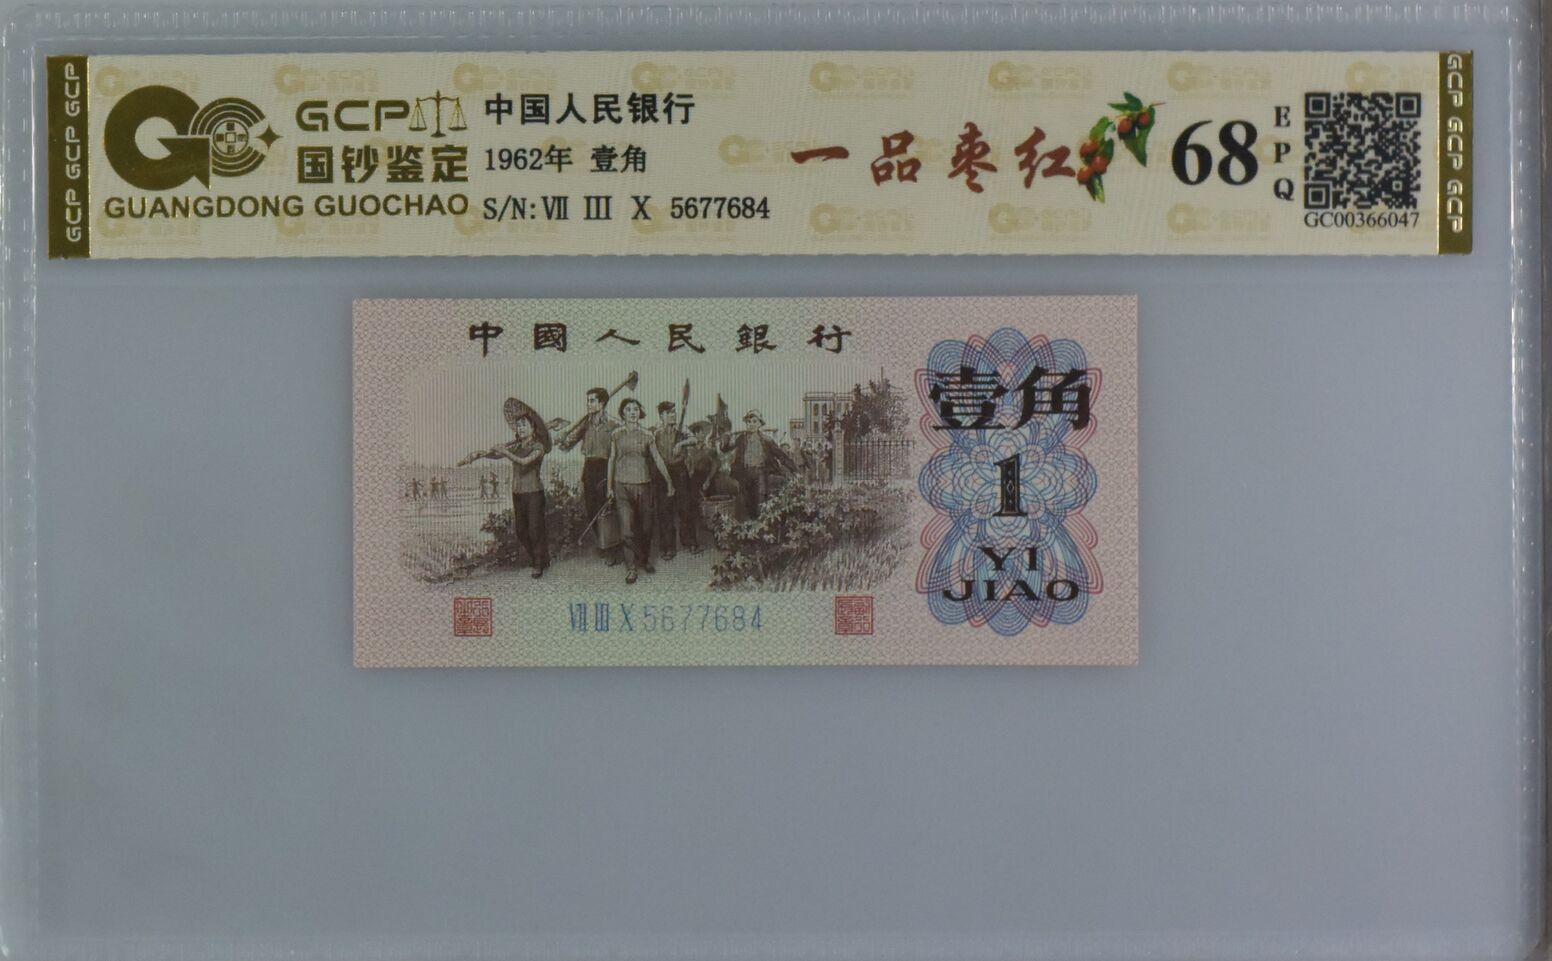 GCP GCP GCP
GCP
国钞鉴定
GUANGDONG GUOCHAO
中国人民银行
1962年 壹角
S/N: Ⅶ Ⅲ Ⅹ 5677684
一品枣红
68
E
P
Q
GC00366047
GCP GCP GCP
中國人民銀行
壹角
1
YI
JIAO
Ⅶ Ⅲ Ⅹ 5677684